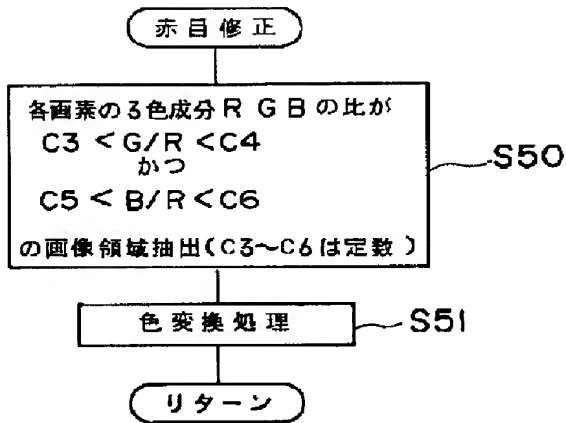 赤目修正
各画素の3色成分RGBの比が
C3<G/R<C4
かつ
C5<B/R<C6
の画像領域抽出(C3~C6は定数)
S50
色変換処理
S51
リターン